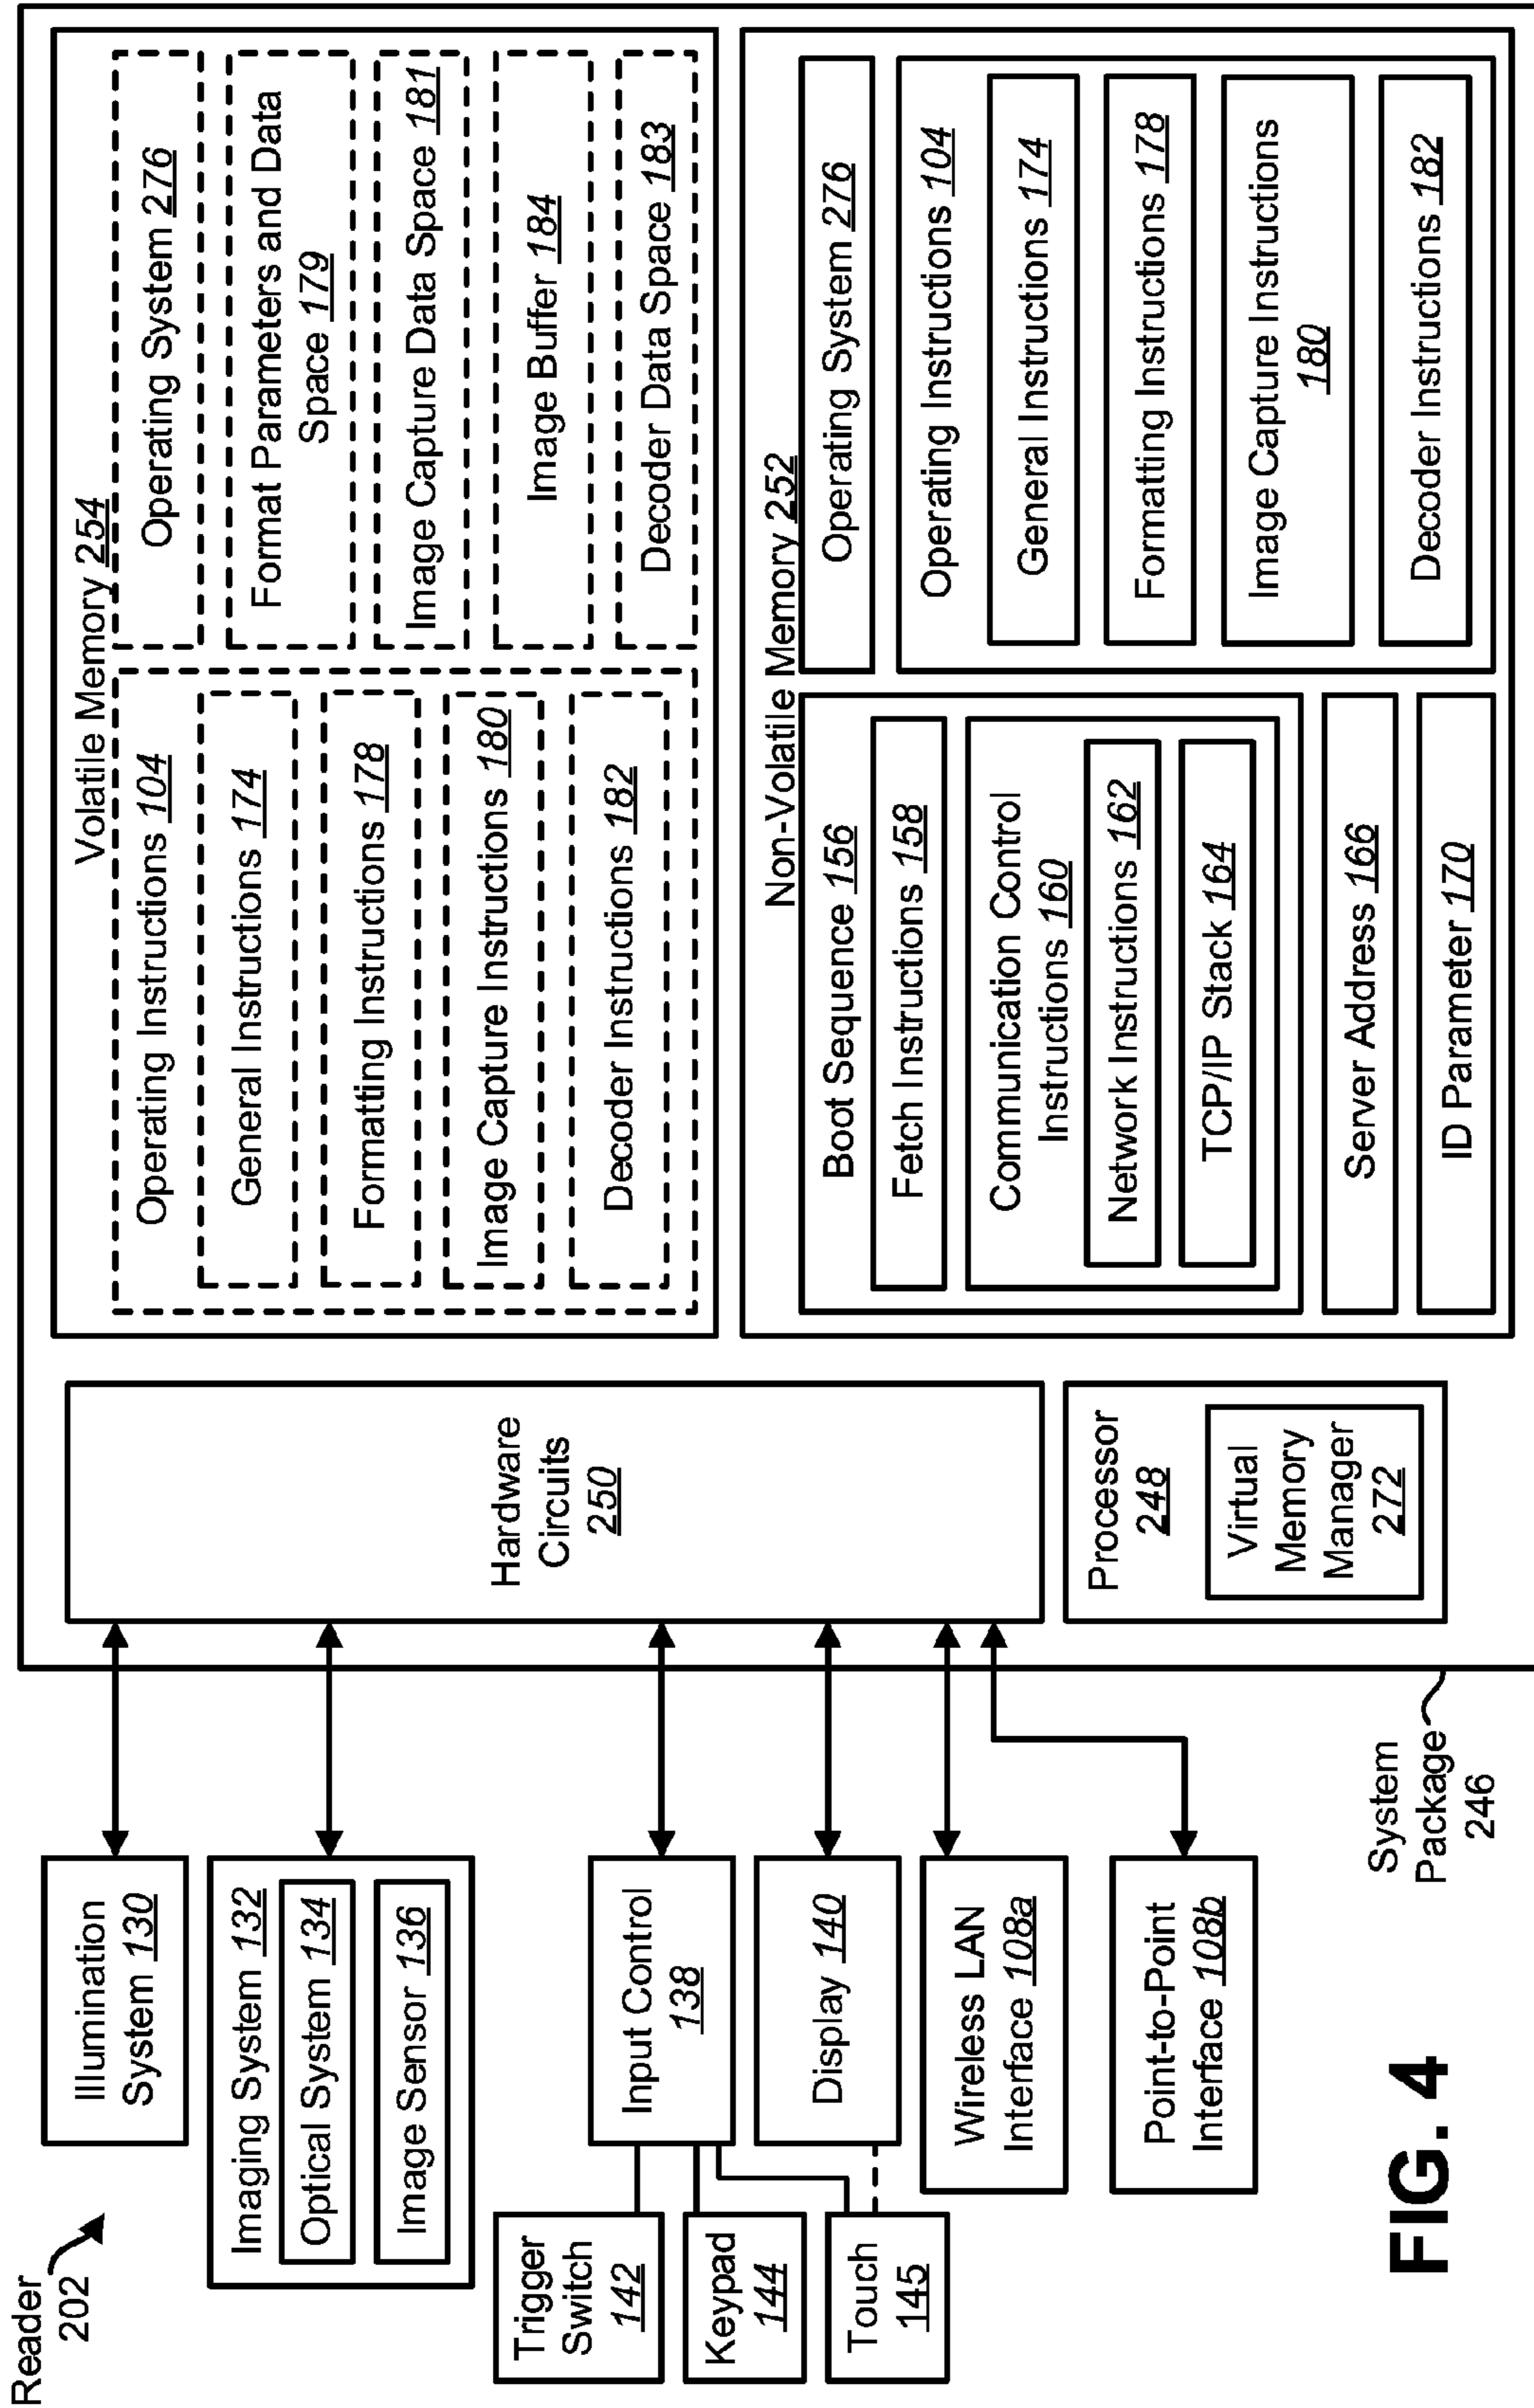 Reader
202
Illumination
System 130
Imaging System 132
Optical System 134
Image Sensor 136
Trigger
Switch
142
Keypad
144
Touch
145
Input Control
138
Display 140
Wireless LAN
Interface 108a
Point-to-Point
Interface 108b
System
Package
246
Hardware
Circuits
250
Processor
248
Virtual
Memory
Manager
272
Volatile Memory 254
Operating Instructions 104
General Instructions 174
Formatting Instructions 178
Image Capture Instructions 180
Decoder Instructions 182
Operating System 276
Format Parameters and Data
Space 179
Image Capture Data Space 181
Image Buffer 184
Decoder Data Space 183
Non-Volatile Memory 252
Boot Sequence 156
Fetch Instructions 158
Communication Control
Instructions 160
Network Instructions 162
TCP/IP Stack 164
Server Address 166
ID Parameter 170
Operating System 276
Operating Instructions 104
General Instructions 174
Formatting Instructions 178
Image Capture Instructions
180
Decoder Instructions 182
FIG. 4